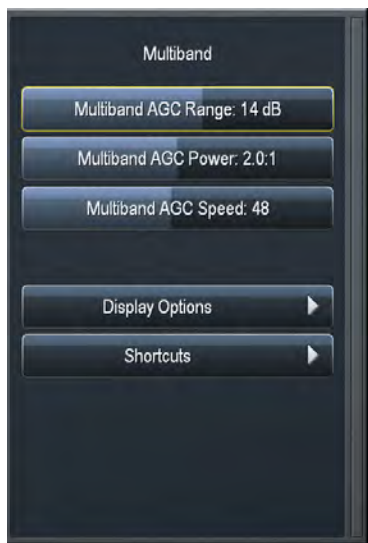 Multiband
Multiband AGC Range: 14 dB
Multiband AGC Power: 2.0:1
Multiband AGC Speed: 48
Display Options
Shortcuts